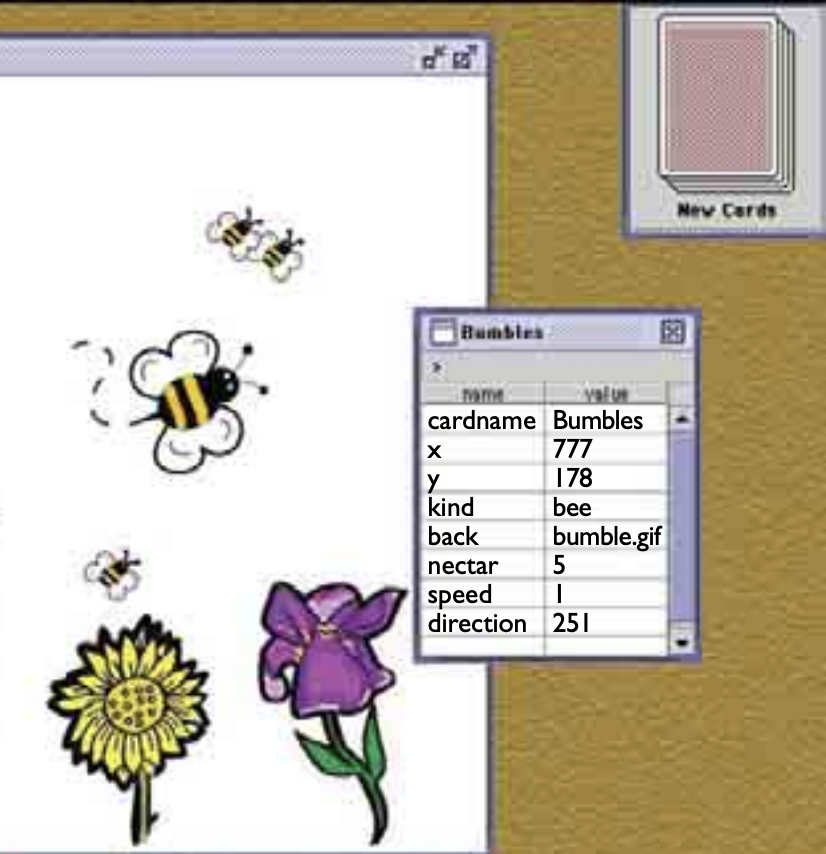 New Cards
Bumbles
>
name value
cardname Bumbles
x 777
y 178
kind bee
back bumble.gif
nectar 5
speed 1
direction 251